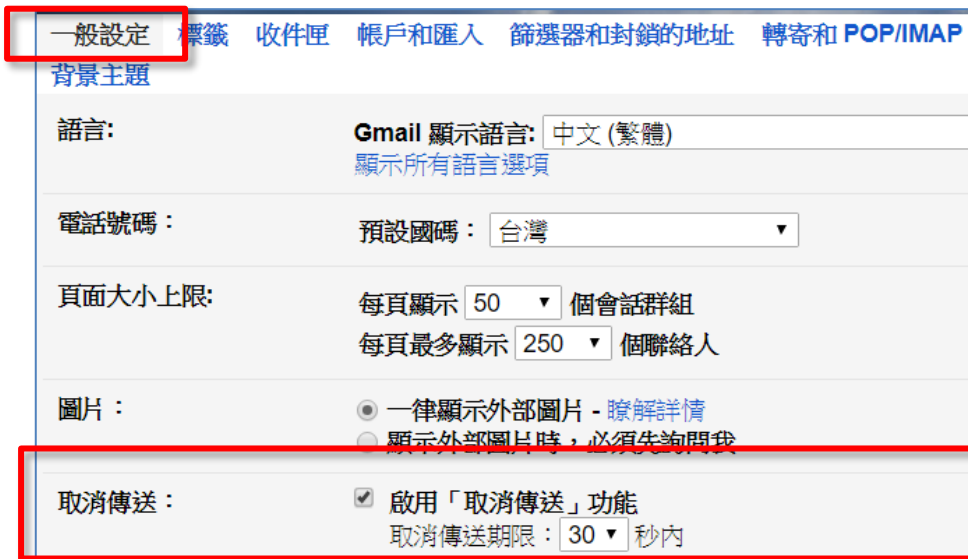 一般設定 標籤 收件匣 帳戶和匯入 篩選器和封鎖的地址 轉寄和 POP/IMAP
背景主題
語言: Gmail 顯示語言: 中文 (繁體)
顯示所有語言選項
電話號碼： 預設國碼： 台灣
頁面大小上限: 每頁顯示 50 個會話群組
每頁最多顯示 250 個聯絡人
圖片： 一律顯示外部圖片 - 瞭解詳情
顯示外部圖片時，必須先詢問我
取消傳送： 啟用「取消傳送」功能
取消傳送期限： 30 秒內